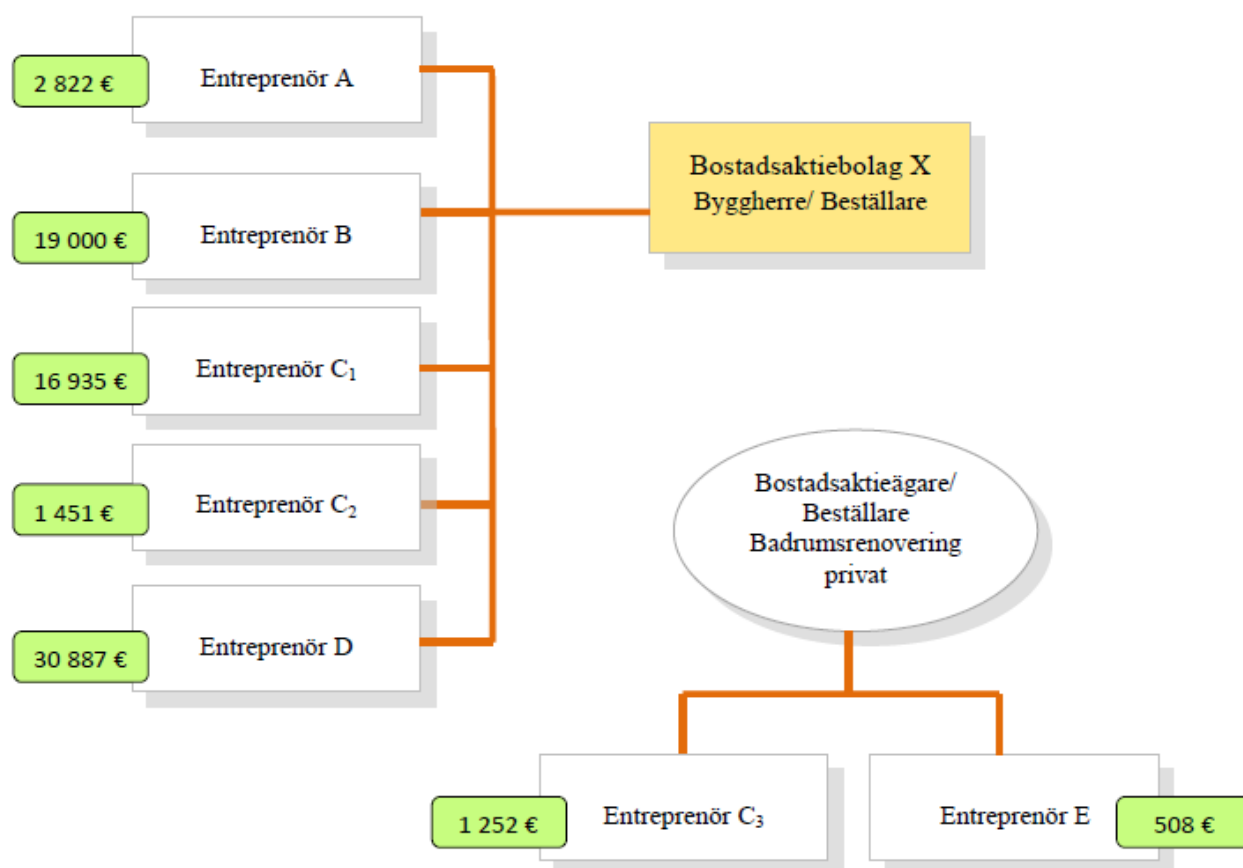 2 822 €
Entreprenör A
Bostadsaktiebolag X
Byggherre/ Beställare
19 000 €
Entreprenör B
16 935 €
Entreprenör C₁
1 451 €
Entreprenör C₂
30 887 €
Entreprenör D
Bostadsaktieägare/
Beställare
Badrumsrenovering
privat
1 252 €
Entreprenör C₃
Entreprenör E
508 €